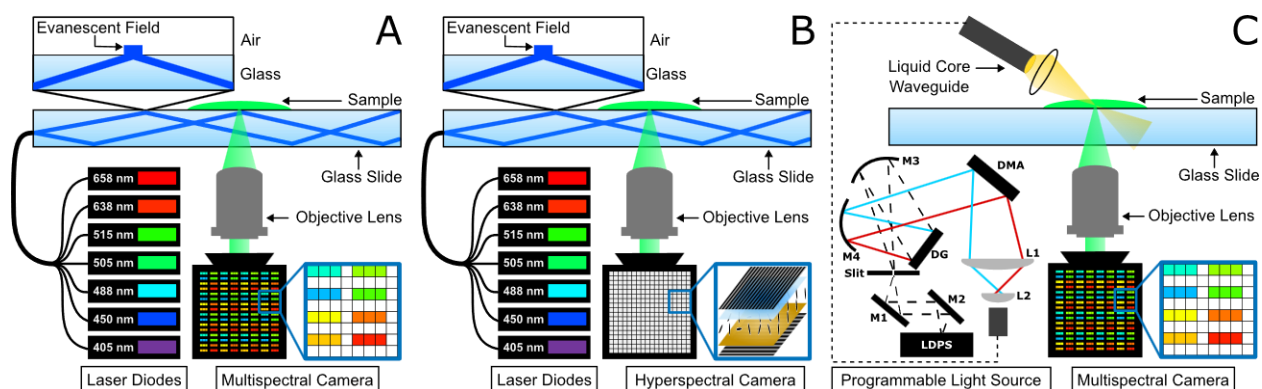 A
Evanescent Field
Air
Glass
Sample
Glass Slide
658 nm
638 nm
515 nm
505 nm
488 nm
450 nm
405 nm
Objective Lens
Laser Diodes
Multispectral Camera
B
Evanescent Field
Air
Glass
Sample
Glass Slide
658 nm
638 nm
515 nm
505 nm
488 nm
450 nm
405 nm
Objective Lens
Laser Diodes
Hyperspectral Camera
C
Liquid Core
Waveguide
Sample
Glass Slide
M3
DMA
M4
DG
Slit
L1
L2
M1
M2
LDPS
Objective Lens
Programmable Light Source
Multispectral Camera